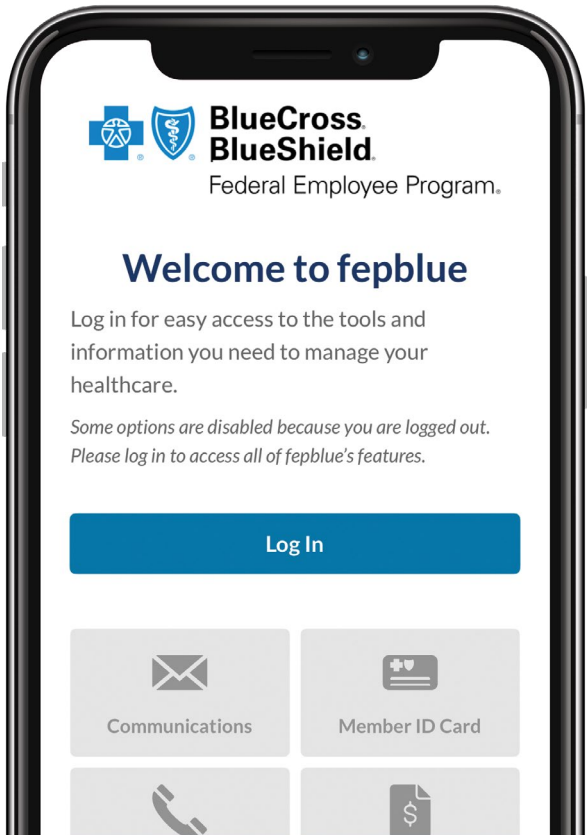 BlueCross.
BlueShield.
Federal Employee Program.
Welcome to fepblue
Log in for easy access to the tools and
information you need to manage your
healthcare.
Some options are disabled because you are logged out.
Please log in to access all of fepblue's features.
Log In
Communications
Member ID Card
$